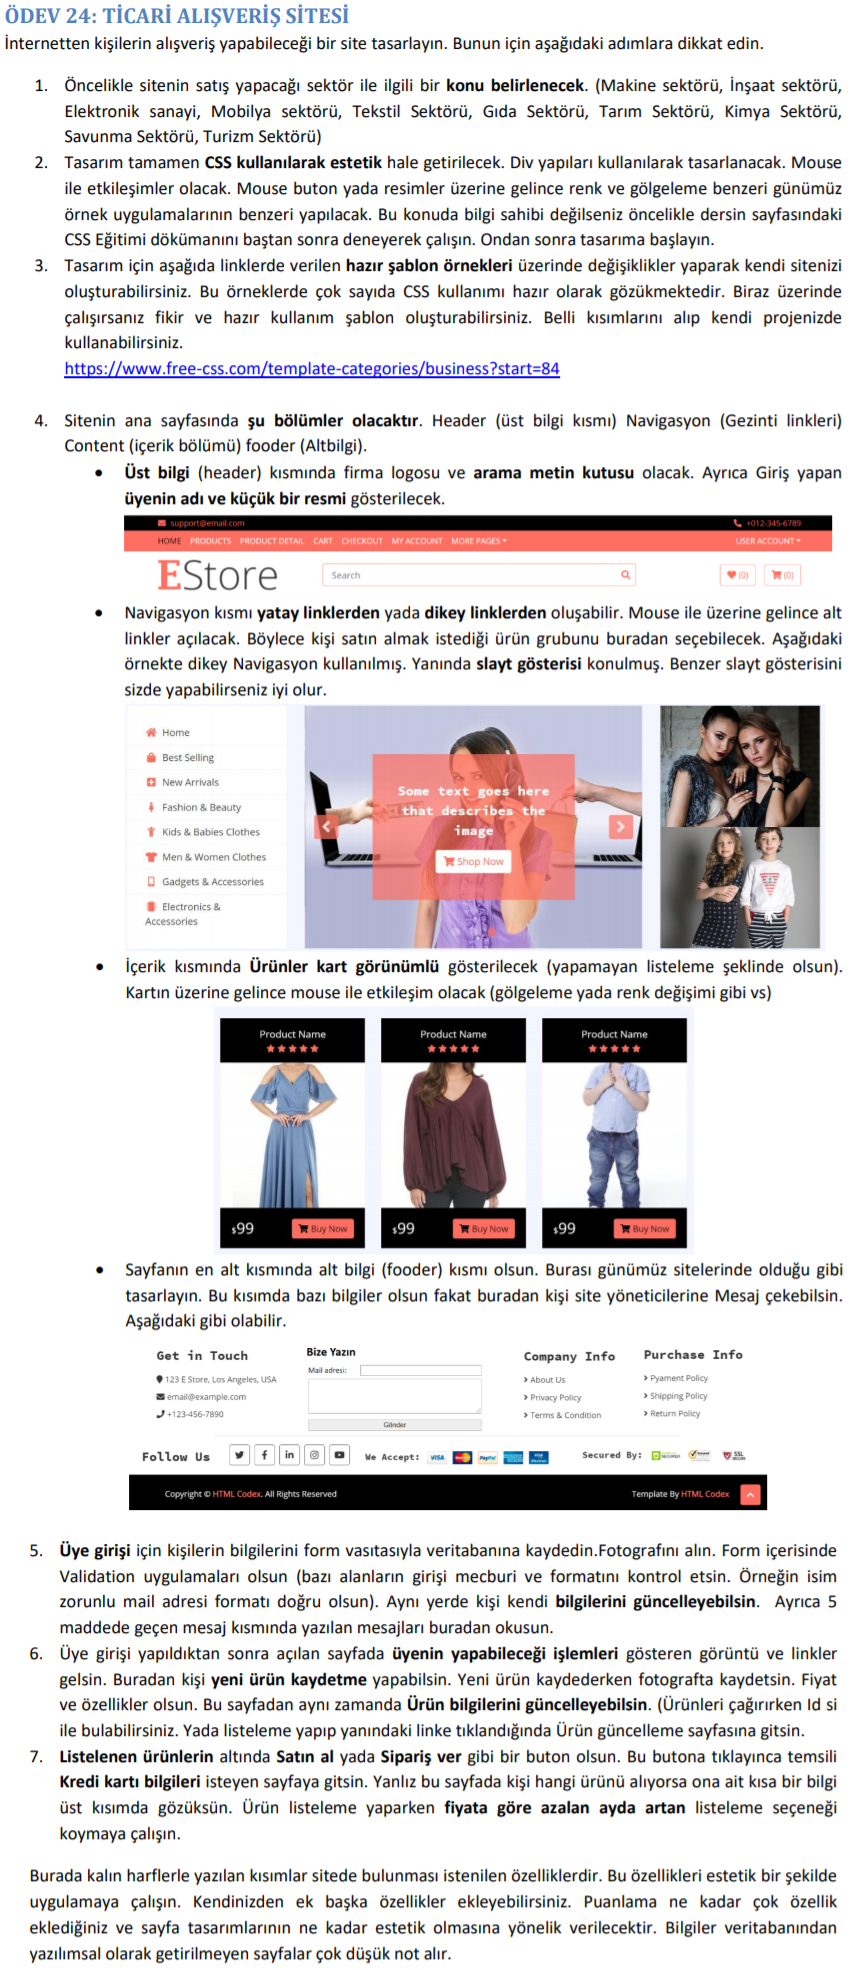 ÖDEV 24: TİCARİ ALIŞVERİŞ SİTESİ
İnternetten kişilerin alışveriş yapabileceği bir site tasarlayın. Bunun için aşağıdaki adımlara dikkat edin.
1. Öncelikle sitenin satış yapacağı sektör ile ilgili bir konu belirlenecek. (Makine sektörü, İnşaat sektörü,
Elektronik sanayi, Mobilya sektörü, Tekstil Sektörü, Gıda Sektörü, Tarım Sektörü, Kimya Sektörü,
Savunma Sektörü, Turizm Sektörü)
2. Tasarım tamamen CSS kullanılarak estetik hale getirilecek. Div yapıları kullanılarak tasarlanacak. Mouse
ile etkileşimler olacak. Mouse buton yada resimler üzerine gelince renk ve gölgeleme benzeri günümüz
örnek uygulamalarının benzeri yapılacak. Bu konuda bilgi sahibi değilseniz öncelikle dersin sayfasındaki
CSS Eğitimi dökümanını baştan sonra deneyerek çalışın. Ondan sonra tasarıma başlayın.
3. Tasarım için aşağıda linklerde verilen hazır şablon örnekleri üzerinde değişiklikler yaparak kendi sitenizi
oluşturabilirsiniz. Bu örneklerde çok sayıda CSS kullanımı hazır olarak gözükmektedir. Biraz üzerinde
çalışırsanız fikir ve hazır kullanım şablon oluşturabilirsiniz. Belli kısımlarını alıp kendi projenizde
kullanabilirsiniz.
https://www.free-css.com/template-categories/business?start=84
4. Sitenin ana sayfasında şu bölümler olacaktır. Header (üst bilgi kısmı) Navigasyon (Gezinti linkleri)
Content (içerik bölümü) fooder (Altbilgi).
• Üst bilgi (header) kısmında firma logosu ve arama metin kutusu olacak. Ayrıca Giriş yapan
üyenin adı ve küçük bir resmi gösterilecek.
support@email.com +012-345-6789
HOME PRODUCTS PRODUCT DETAIL CART CHECKOUT MY ACCOUNT MORE PAGES USER ACCOUNT
EStore Search (0) (0)
• Navigasyon kısmı yatay linklerden yada dikey linklerden oluşabilir. Mouse ile üzerine gelince alt
linkler açılacak. Böylece kişi satın almak istediği ürün grubunu buradan seçebilecek. Aşağıdaki
örnekte dikey Navigasyon kullanılmış. Yanında slayt gösterisi konulmuş. Benzer slayt gösterisini
sizde yapabilirseniz iyi olur.
Home
Best Selling
New Arrivals
Fashion & Beauty
Kids & Babies Clothes
Men & Women Clothes
Gadgets & Accessories
Electronics &
Accessories
Some text goes here
that describes the
image
Shop Now
• İçerik kısmında Ürünler kart görünümlü gösterilecek (yapamayan listeleme şeklinde olsun).
Kartın üzerine gelince mouse ile etkileşim olacak (gölgeleme yada renk değişimi gibi vs)
Product Name Product Name Product Name
$99 Buy Now $99 Buy Now $99 Buy Now
• Sayfanın en alt kısmında alt bilgi (fooder) kısmı olsun. Burası günümüz sitelerinde olduğu gibi
tasarlayın. Bu kısımda bazı bilgiler olsun fakat buradan kişi site yöneticilerine Mesaj çekebilsin.
Aşağıdaki gibi olabilir.
Get in Touch
123 E Store, Los Angeles, USA
email@example.com
+123-456-7890
Bize Yazın
Mail adresi:
Gönder
Company Info
> About Us
> Privacy Policy
> Terms & Condition
Purchase Info
> Pyament Policy
> Shipping Policy
> Return Policy
Follow Us We Accept: VISA PayPal VISA Secured By: SSL
Copyright © HTML Codex. All Rights Reserved Template By HTML Codex
5. Üye girişi için kişilerin bilgilerini form vasıtasıyla veritabanına kaydedin.Fotografını alın. Form içerisinde
Validation uygulamaları olsun (bazı alanların girişi mecburi ve formatını kontrol etsin. Örneğin isim
zorunlu mail adresi formatı doğru olsun). Aynı yerde kişi kendi bilgilerini güncelleyebilsin. Ayrıca 5
maddede geçen mesaj kısmında yazılan mesajları buradan okusun.
6. Üye girişi yapıldıktan sonra açılan sayfada üyenin yapabileceği işlemleri gösteren görüntü ve linkler
gelsin. Buradan kişi yeni ürün kaydetme yapabilsin. Yeni ürün kaydederken fotografta kaydetsin. Fiyat
ve özellikler olsun. Bu sayfadan aynı zamanda Ürün bilgilerini güncelleyebilsin. (Ürünleri çağırırken Id si
ile bulabilirsiniz. Yada listeleme yapıp yanındaki linke tıklandığında Ürün güncelleme sayfasına gitsin.
7. Listelenen ürünlerin altında Satın al yada Sipariş ver gibi bir buton olsun. Bu butona tıklayınca temsili
Kredi kartı bilgileri isteyen sayfaya gitsin. Yanlız bu sayfada kişi hangi ürünü alıyorsa ona ait kısa bir bilgi
üst kısımda gözüksün. Ürün listeleme yaparken fiyata göre azalan ayda artan listeleme seçeneği
koymaya çalışın.
Burada kalın harflerle yazılan kısımlar sitede bulunması istenilen özelliklerdir. Bu özellikleri estetik bir şekilde
uygulamaya çalışın. Kendinizden ek başka özellikler ekleyebilirsiniz. Puanlama ne kadar çok özellik
eklediğiniz ve sayfa tasarımlarının ne kadar estetik olmasına yönelik verilecektir. Bilgiler veritabanından
yazılımsal olarak getirilmeyen sayfalar çok düşük not alır.